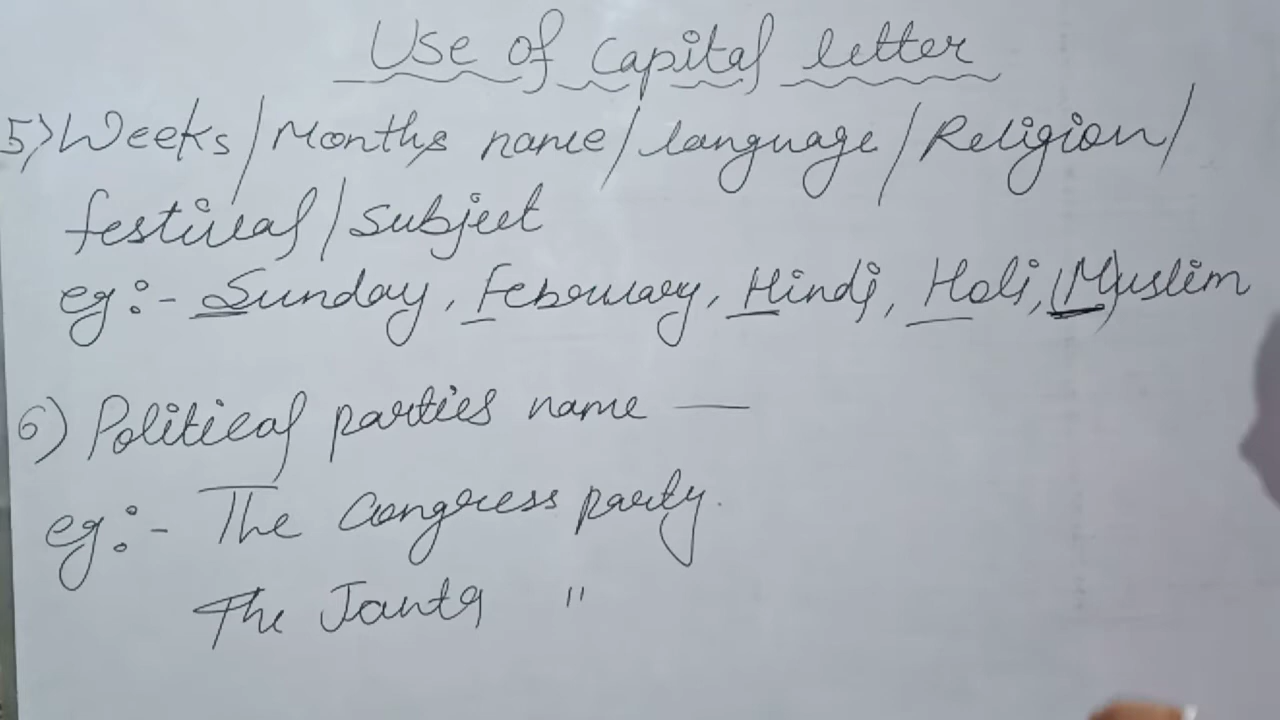 Use of Capital letter
5) Weeks/Months name/language/Religion/
festival/Subject
eg:- Sunday, February, Hindi, Holi, (M)uslim
6) Political parties name —
eg:- The Congress party.
The Janta "